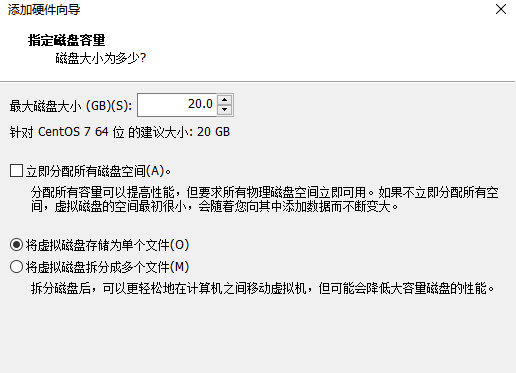 添加硬件向导
指定磁盘容量
磁盘大小为多少?
最大磁盘大小 (GB)(S): 20.0
针对 CentOS 7 64 位 的建议大小: 20 GB
立即分配所有磁盘空间(A)。
分配所有容量可以提高性能，但要求所有物理磁盘空间立即可用。如果不立即分配所有空
间，虚拟磁盘的空间最初很小，会随着您向其中添加数据而不断变大。
将虚拟磁盘存储为单个文件(O)
将虚拟磁盘拆分成多个文件(M)
拆分磁盘后，可以更轻松地在计算机之间移动虚拟机，但可能会降低大容量磁盘的性能。